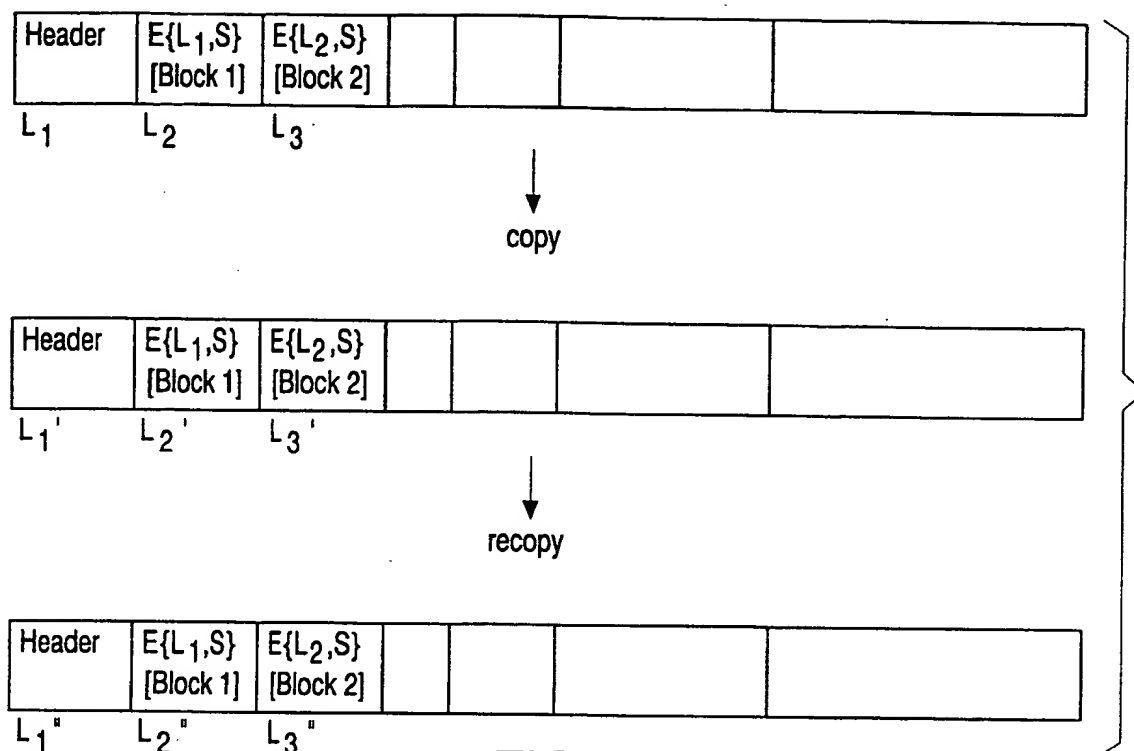 Header E{L1,S} E{L2,S}
[Block 1] [Block 2]
L1 L2 L3
copy
Header E{L1,S} E{L2,S}
[Block 1] [Block 2]
L1' L2' L3'
recopy
Header E{L1,S} E{L2,S}
[Block 1] [Block 2]
L1" L2" L3"